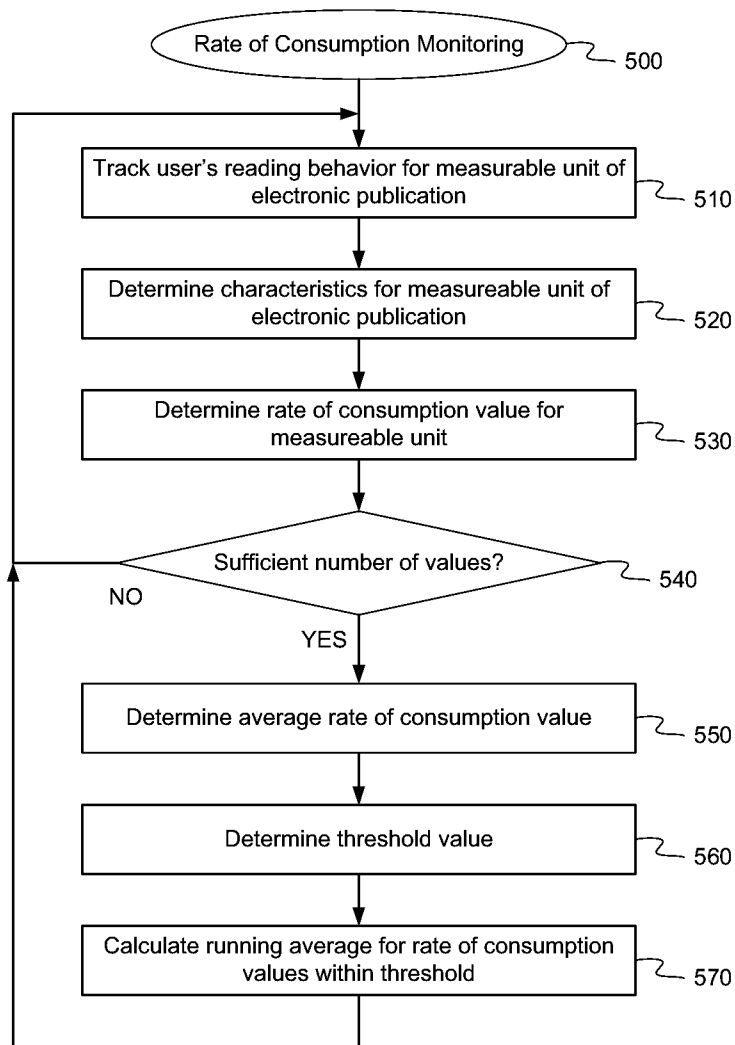 Rate of Consumption Monitoring
500
Track user's reading behavior for measurable unit of
electronic publication
510
Determine characteristics for measureable unit of
electronic publication
520
Determine rate of consumption value for
measureable unit
530
Sufficient number of values?
540
NO
YES
Determine average rate of consumption value
550
Determine threshold value
560
Calculate running average for rate of consumption
values within threshold
570